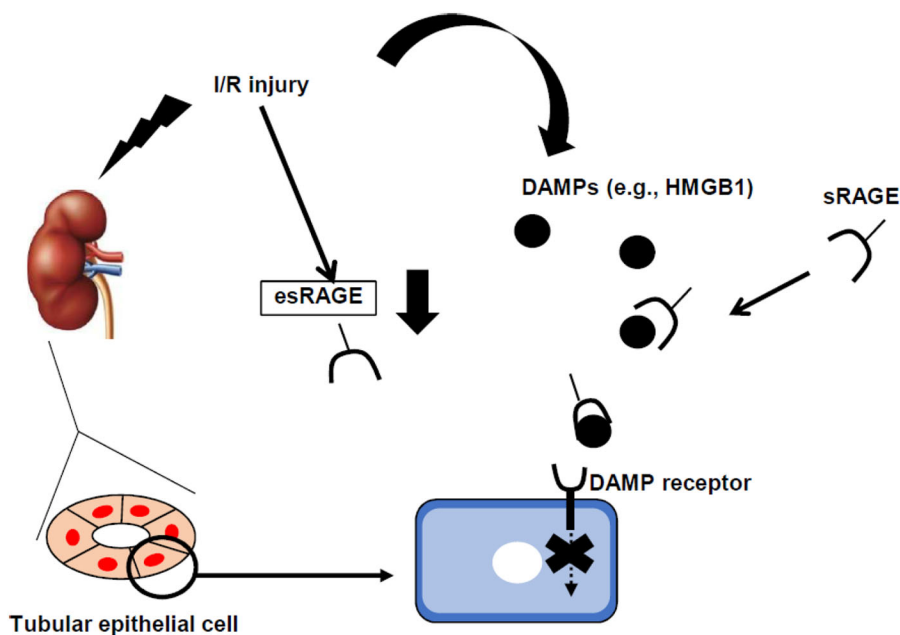 I/R injury
DAMPs (e.g., HMGB1)
sRAGE
esRAGE
DAMP receptor
Tubular epithelial cell